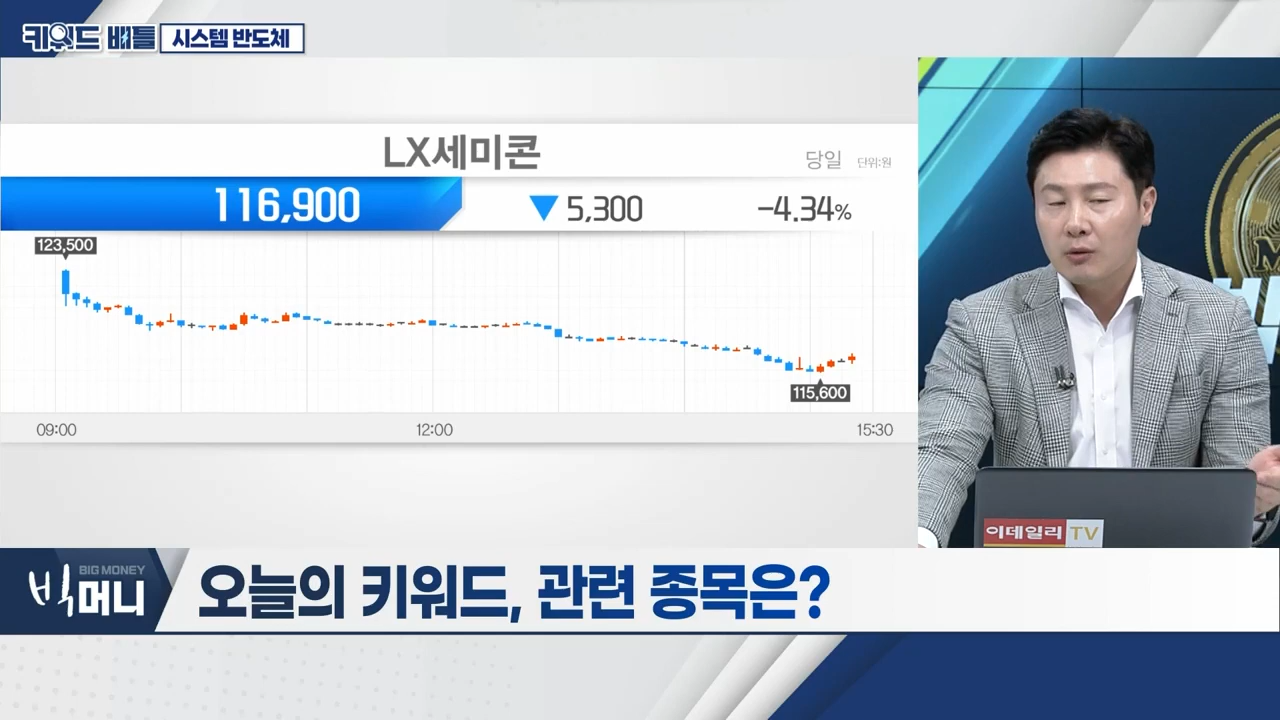 키워드 배틀 시스템 반도체
LX세미콘
당일 단위:원
116,900 ▼ 5,300 -4.34%
123,500
115,600
09:00 12:00 15:30
이데일리 TV
BIG MONEY
빅머니
오늘의 키워드, 관련 종목은?